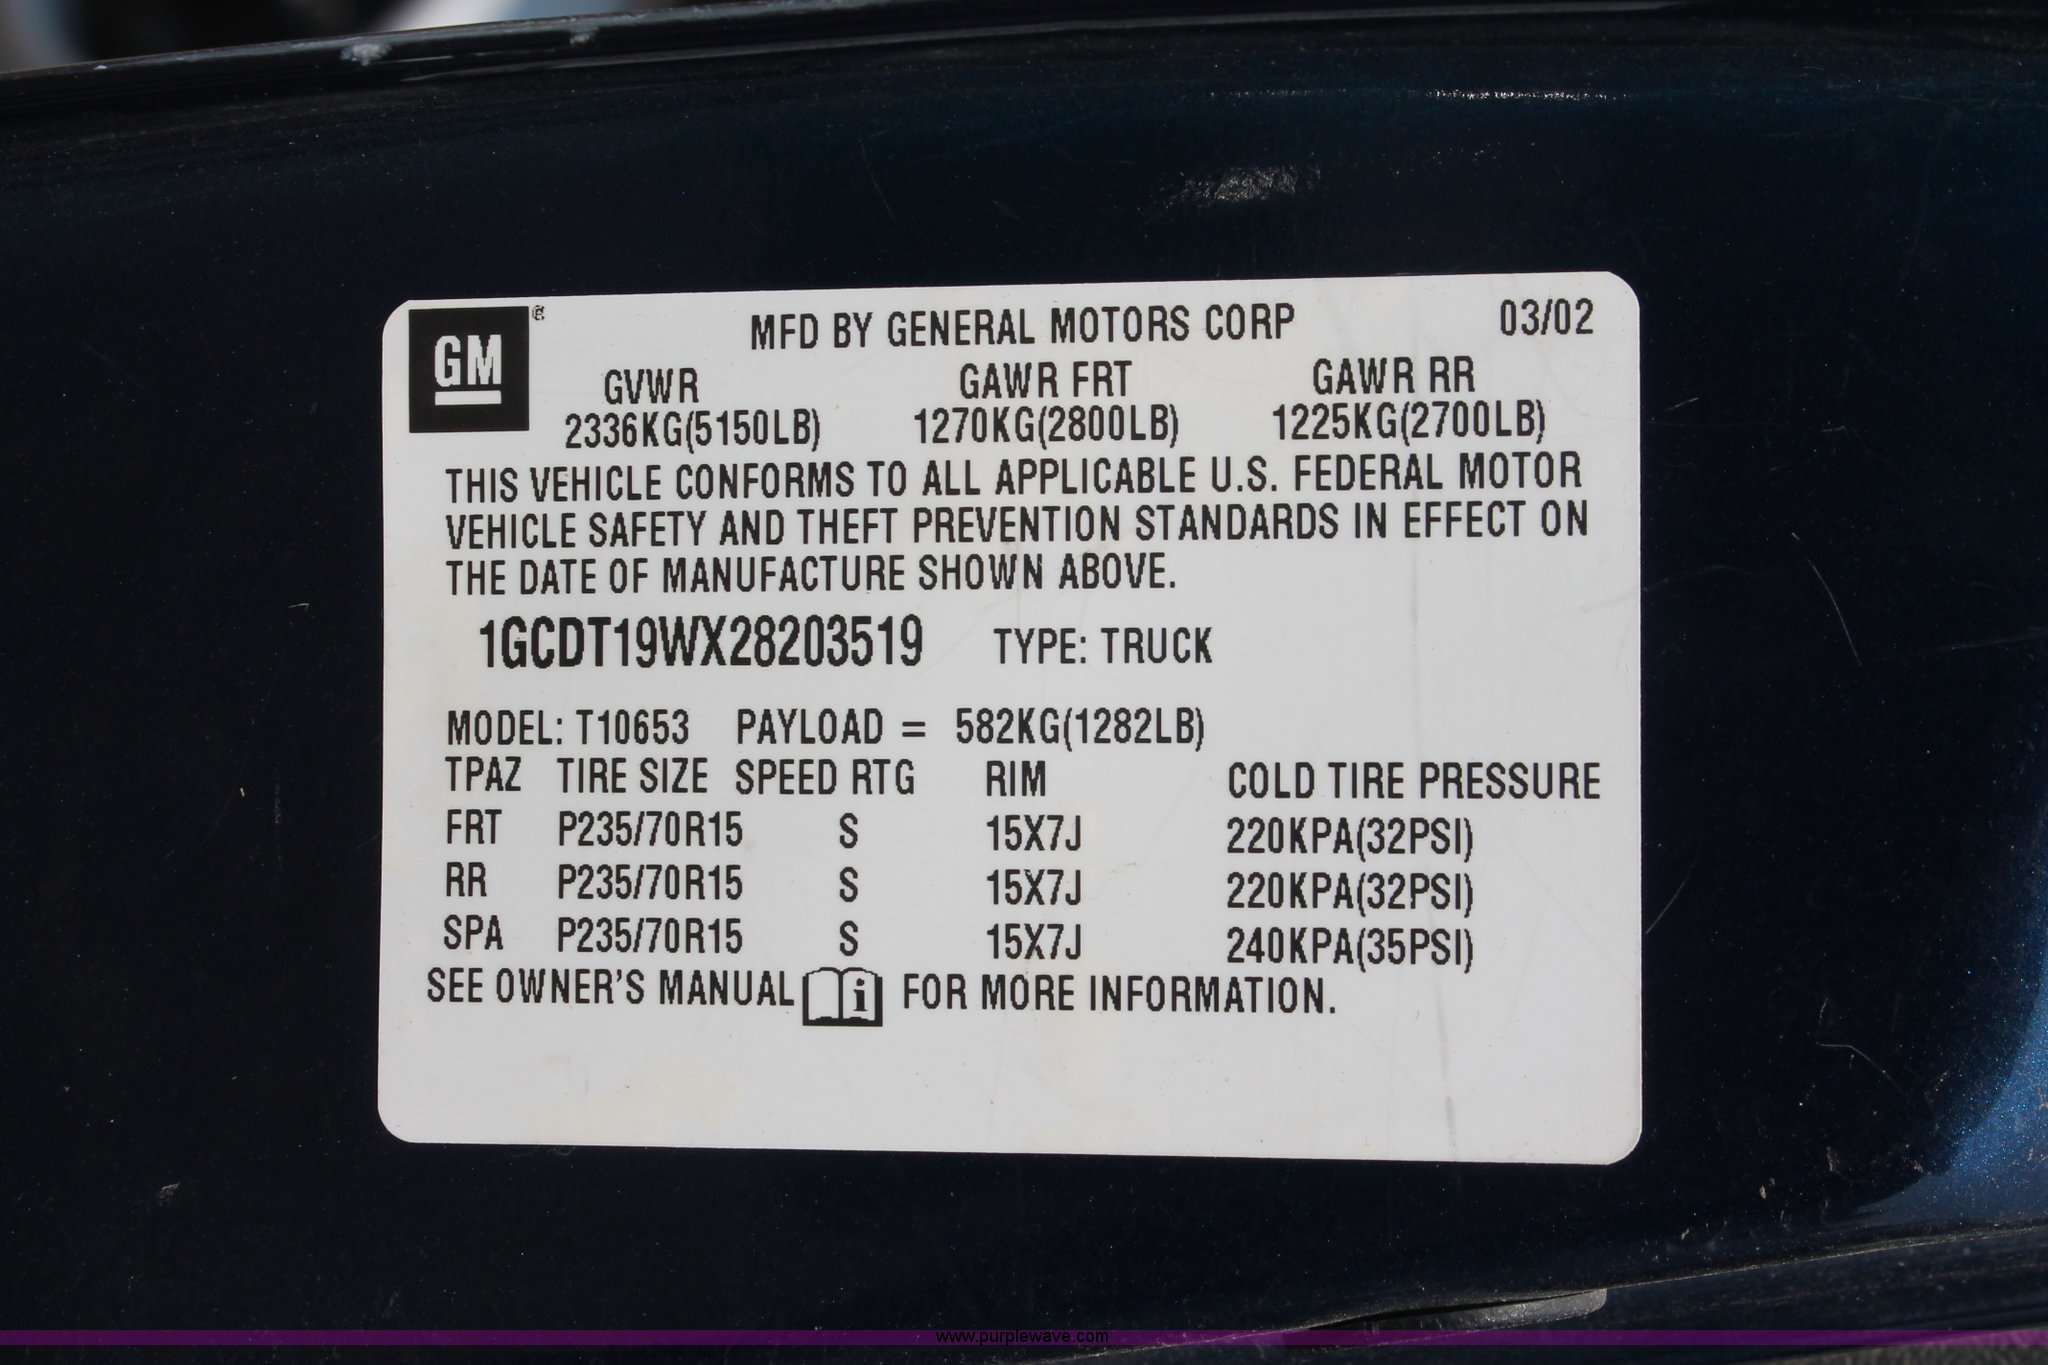 GM ®
MFD BY GENERAL MOTORS CORP 03/02
GVWR GAWR FRT GAWR RR
2336KG(5150LB) 1270KG(2800LB) 1225KG(2700LB)
THIS VEHICLE CONFORMS TO ALL APPLICABLE U.S. FEDERAL MOTOR
VEHICLE SAFETY AND THEFT PREVENTION STANDARDS IN EFFECT ON
THE DATE OF MANUFACTURE SHOWN ABOVE.
1GCDT19WX28203519 TYPE: TRUCK
MODEL: T10653 PAYLOAD = 582KG(1282LB)
TPAZ TIRE SIZE SPEED RTG RIM COLD TIRE PRESSURE
FRT P235/70R15 S 15X7J 220KPA(32PSI)
RR P235/70R15 S 15X7J 220KPA(32PSI)
SPA P235/70R15 S 15X7J 240KPA(35PSI)
SEE OWNER'S MANUAL i FOR MORE INFORMATION.
www.purplewave.com